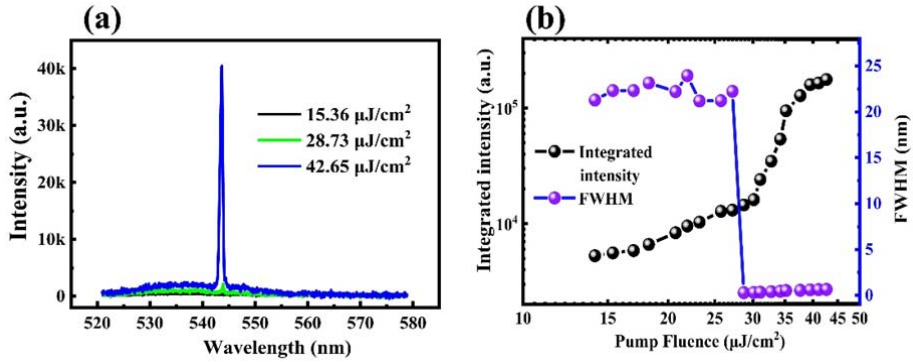 (a)
Intensity (a.u.)
40k
30k
20k
10k
0
15.36 μJ/cm²
28.73 μJ/cm²
42.65 μJ/cm²
520 530 540 550 560 570 580
Wavelength (nm)
(b)
Integrated intensity (a.u.)
10⁵
10⁴
Integrated
intensity
FWHM
25
20
15
10
5
0
FWHM (nm)
10 15 20 25 30 35 40 45 50
Pump Fluence (μJ/cm²)